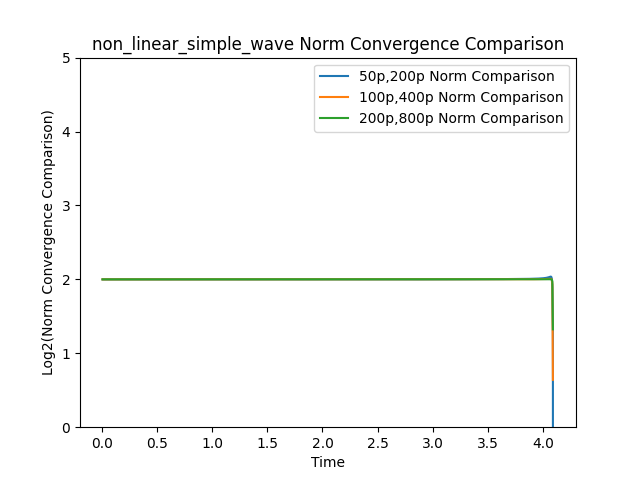 non_linear_simple_wave Norm Convergence Comparison
50p,200p Norm Comparison
100p,400p Norm Comparison
200p,800p Norm Comparison
Log2(Norm Convergence Comparison)
5
4
3
2
1
0
0.0 0.5 1.0 1.5 2.0 2.5 3.0 3.5 4.0
Time